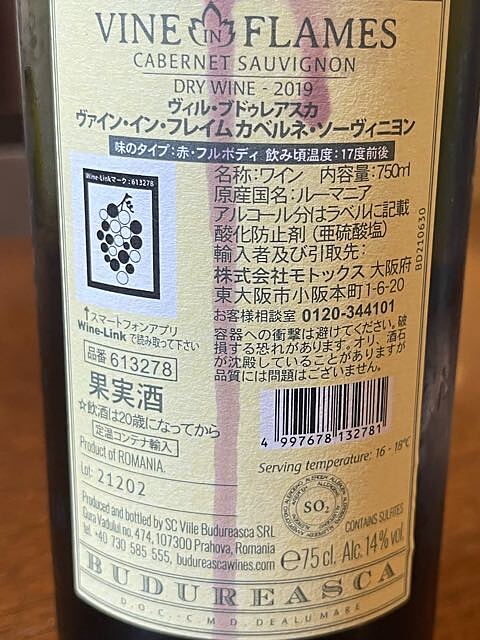 VINE IN FLAMES
CABERNET SAUVIGNON
DRY WINE - 2019
ヴィル・ブドゥレアスカ
ヴァイン・イン・フレイム カベルネ・ソーヴィニヨン
味のタイプ:赤・フルボディ 飲み頃温度:17度前後
Wine-Linkマーク:613278
↑スマートフォンアプリ
Wine-Linkで読み取って下さい
品番 613278
果実酒
☆飲酒は20歳になってから
定温コンテナ輸入
名称:ワイン 内容量:750ml
原産国名:ルーマニア
アルコール分はラベルに記載
酸化防止剤(亜硫酸塩)
輸入者及び引取先:
株式会社モトックス 大阪府
東大阪市小阪本町1-6-20
お客様相談室 0120-344101
容器への衝撃は避けてください。破
損する恐れがあります。オリ、酒石
が沈殿していることがありますが
品質には問題はございません。
BD210630
4 997678 132781
Product of ROMANIA.
Lot: 21202
Serving temperature: 16 - 18°C
SO₂
CONTAINS SULFITES
Produced and bottled by SC Viile Budureasca SRL
Gura Vadului no. 474, 107300 Prahova, Romania
tel. +40 730 585 555, budureascawines.com
℮75 cl. Alc. 14% vol.
BUDUREASCA
D.O.C. - C.M.D. DEALU MARE